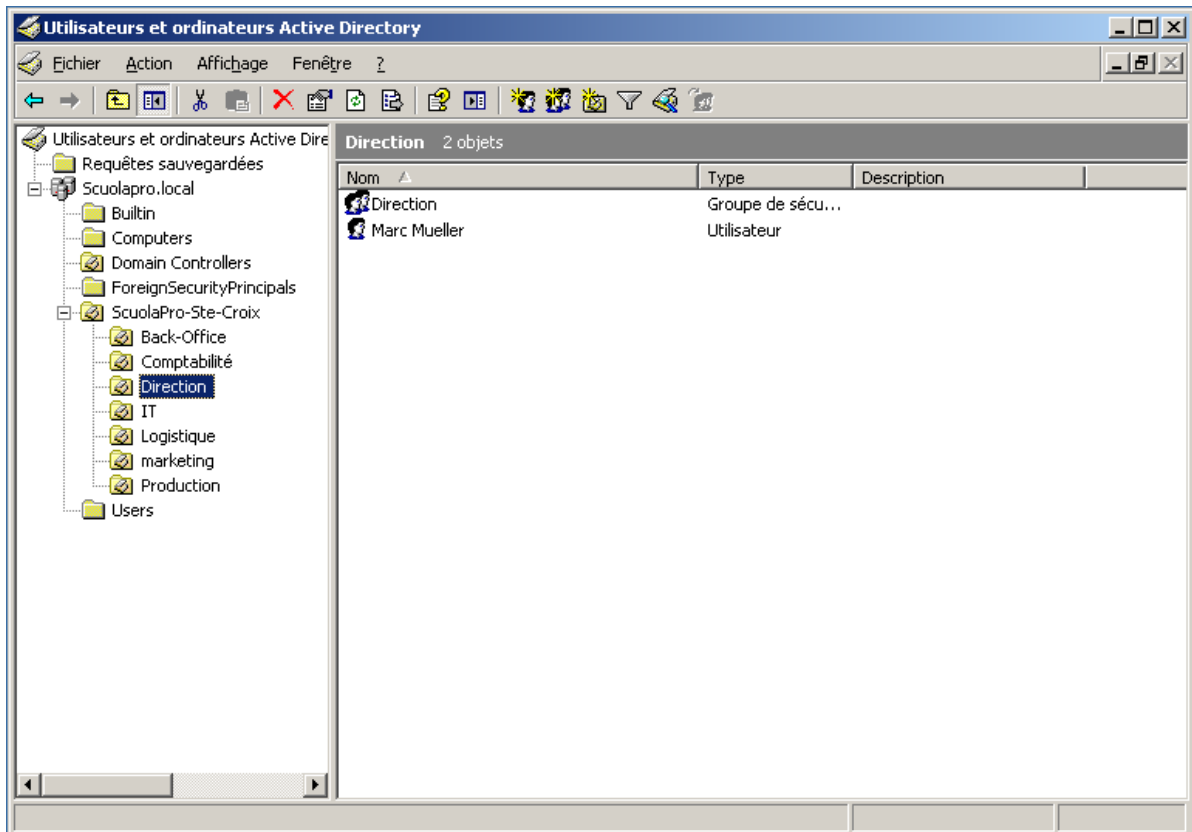 Utilisateurs et ordinateurs Active Directory
Fichier Action Affichage Fenêtre ?
Utilisateurs et ordinateurs Active Dire
Requêtes sauvegardées
Scuolapro.local
Builtin
Computers
Domain Controllers
ForeignSecurityPrincipals
ScuolaPro-Ste-Croix
Back-Office
Comptabilité
Direction
IT
Logistique
marketing
Production
Users
Direction 2 objets
Nom Type Description
Direction Groupe de sécu...
Marc Mueller Utilisateur